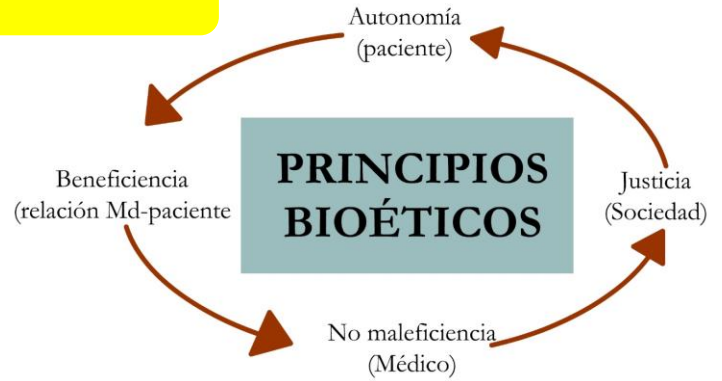 Autonomía
(paciente)
PRINCIPIOS
BIOÉTICOS
Beneficiencia
(relación Md-paciente
Justicia
(Sociedad)
No maleficiencia
(Médico)